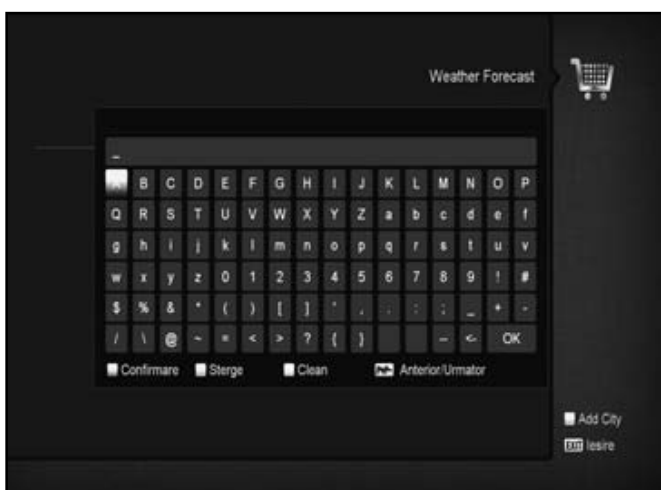 Weather Forecast
_
B C D E F G H I J K L M N O P
Q R S T U V W X Y Z a b c d e f
g h i j k l m n o p q r s t u v
w x y z 0 1 2 3 4 5 6 7 8 9 ! #
$ % & * ( ) [ ] ' , . : ; _ + -
/ \ @ ~ = < > ? { } – <- OK
Confirmare Sterge Clean Anterior/Urmator
Add City
EXIT Iesire